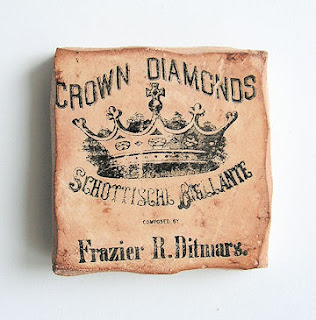 CROWN DIAMONDS
SCHOTTISCHE BRILLANTE
COMPOSED BY
Frazier R. Ditmars.